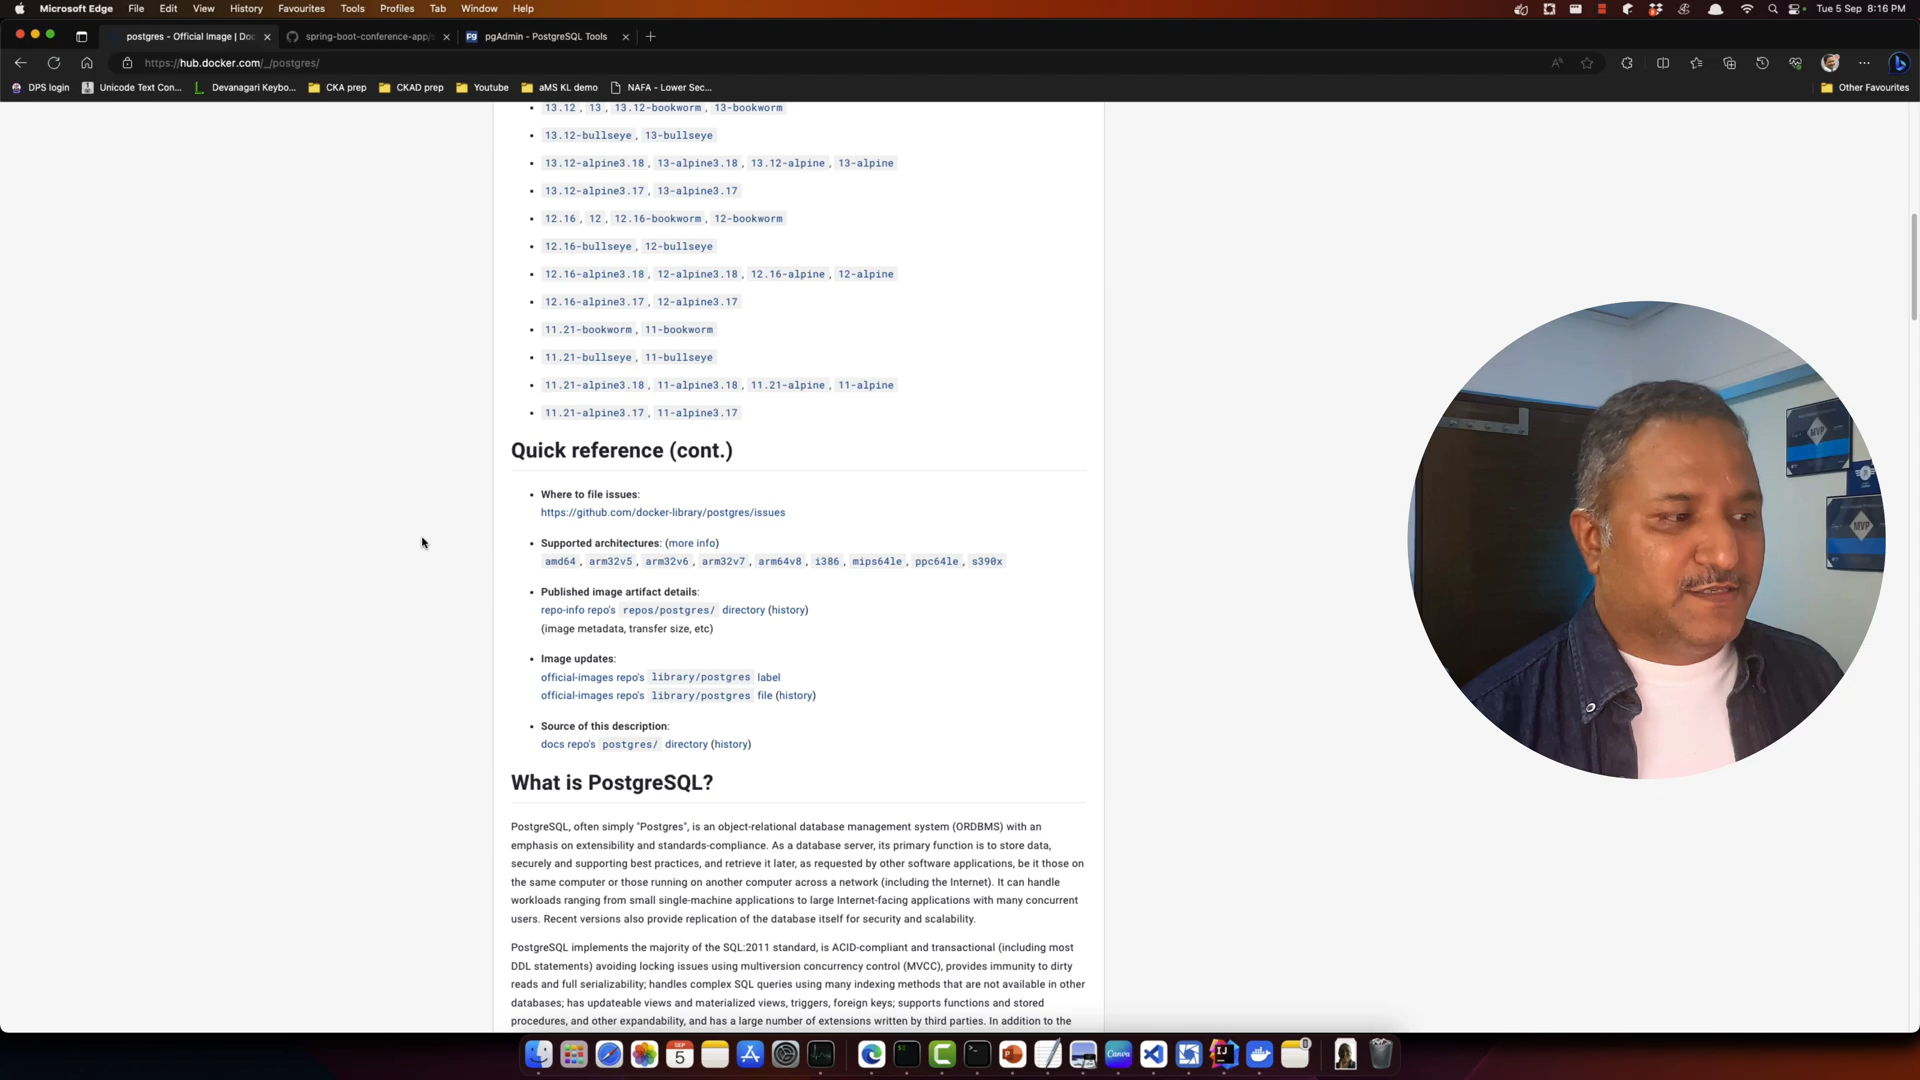 Microsoft Edge File Edit View History Favourites Tools Profiles Tab Window Help Tue 5 Sep 8:16 PM
postgres - Official Image | Doc spring-boot-conference-app/ pgAdmin - PostgreSQL Tools
https://hub.docker.com/_/postgres/
DPS login Unicode Text Con... Devanagari Keybo... CKA prep CKAD prep Youtube aMS KL demo NAFA - Lower Sec... Other Favourites
• 13.12, 13, 13.12-bookworm, 13-bookworm
• 13.12-bullseye, 13-bullseye
• 13.12-alpine3.18, 13-alpine3.18, 13.12-alpine, 13-alpine
• 13.12-alpine3.17, 13-alpine3.17
• 12.16, 12, 12.16-bookworm, 12-bookworm
• 12.16-bullseye, 12-bullseye
• 12.16-alpine3.18, 12-alpine3.18, 12.16-alpine, 12-alpine
• 12.16-alpine3.17, 12-alpine3.17
• 11.21-bookworm, 11-bookworm
• 11.21-bullseye, 11-bullseye
• 11.21-alpine3.18, 11-alpine3.18, 11.21-alpine, 11-alpine
• 11.21-alpine3.17, 11-alpine3.17
Quick reference (cont.)
• Where to file issues:
https://github.com/docker-library/postgres/issues
• Supported architectures: (more info)
amd64, arm32v5, arm32v6, arm32v7, arm64v8, i386, mips64le, ppc64le, s390x
• Published image artifact details:
repo-info repo's repos/postgres/ directory (history)
(image metadata, transfer size, etc)
• Image updates:
official-images repo's library/postgres label
official-images repo's library/postgres file (history)
• Source of this description:
docs repo's postgres/ directory (history)
What is PostgreSQL?
PostgreSQL, often simply "Postgres", is an object-relational database management system (ORDBMS) with an
emphasis on extensibility and standards-compliance. As a database server, its primary function is to store data,
securely and supporting best practices, and retrieve it later, as requested by other software applications, be it those on
the same computer or those running on another computer across a network (including the Internet). It can handle
workloads ranging from small single-machine applications to large Internet-facing applications with many concurrent
users. Recent versions also provide replication of the database itself for security and scalability.
PostgreSQL implements the majority of the SQL:2011 standard, is ACID-compliant and transactional (including most
DDL statements) avoiding locking issues using multiversion concurrency control (MVCC), provides immunity to dirty
reads and full serializability; handles complex SQL queries using many indexing methods that are not available in other
databases; has updateable views and materialized views, triggers, foreign keys; supports functions and stored
procedures, and other expandability, and has a large number of extensions written by third parties. In addition to the
MVP
MVP
SEP
5
Canva
IJ
0